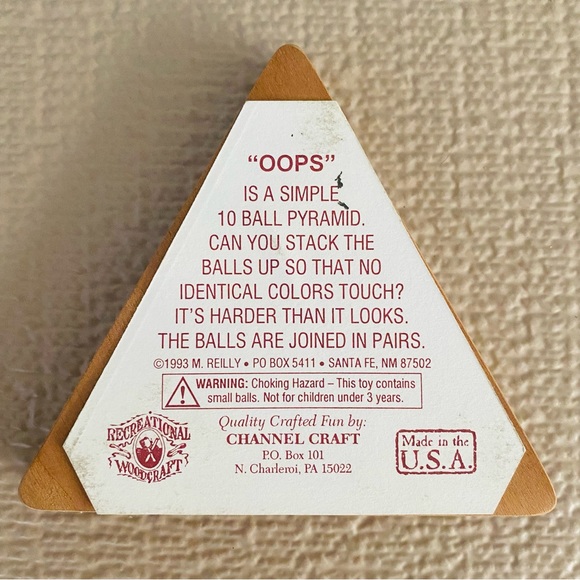 “OOPS”
IS A SIMPLE
10 BALL PYRAMID.
CAN YOU STACK THE
BALLS UP SO THAT NO
IDENTICAL COLORS TOUCH?
IT’S HARDER THAN IT LOOKS.
THE BALLS ARE JOINED IN PAIRS.
©1993 M. REILLY • PO BOX 5411 • SANTA FE, NM 87502
WARNING: Choking Hazard – This toy contains
small balls. Not for children under 3 years.
RECREATIONAL
WOODCRAFT
Quality Crafted Fun by:
CHANNEL CRAFT
P.O. Box 101
N. Charleroi, PA 15022
Made in the
U.S.A.